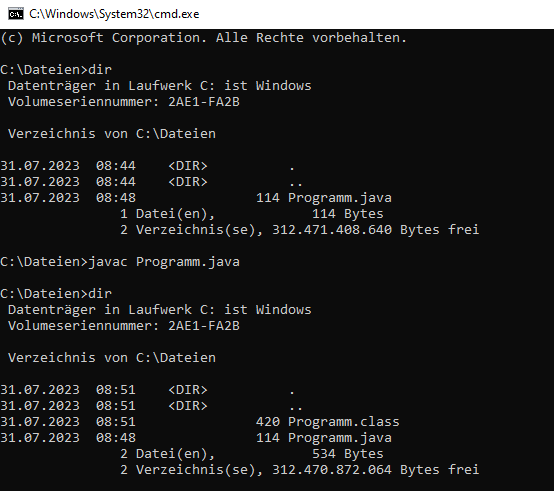 C:\Windows\System32\cmd.exe
(c) Microsoft Corporation. Alle Rechte vorbehalten.
C:\Dateien>dir
Datenträger in Laufwerk C: ist Windows
Volumeseriennummer: 2AE1-FA2B
Verzeichnis von C:\Dateien
31.07.2023  08:44    <DIR>          .
31.07.2023  08:44    <DIR>          ..
31.07.2023  08:48               114 Programm.java
1 Datei(en),            114 Bytes
2 Verzeichnis(se), 312.471.408.640 Bytes frei
C:\Dateien>javac Programm.java
C:\Dateien>dir
Datenträger in Laufwerk C: ist Windows
Volumeseriennummer: 2AE1-FA2B
Verzeichnis von C:\Dateien
31.07.2023  08:51    <DIR>          .
31.07.2023  08:51    <DIR>          ..
31.07.2023  08:51               420 Programm.class
31.07.2023  08:48               114 Programm.java
2 Datei(en),            534 Bytes
2 Verzeichnis(se), 312.470.872.064 Bytes frei